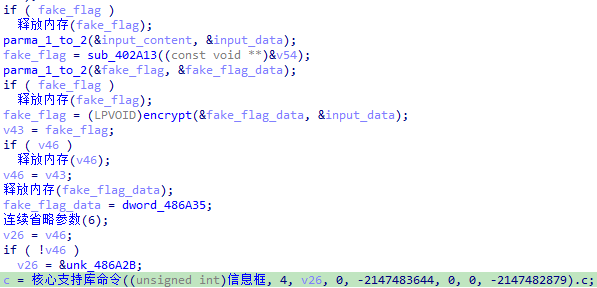 if ( fake_flag )
释放内存(fake_flag);
parma_1_to_2(&input_content, &input_data);
fake_flag = sub_402A13((const void **)&v54);
parma_1_to_2(&fake_flag, &fake_flag_data);
if ( fake_flag )
释放内存(fake_flag);
fake_flag = (LPVOID)encrypt(&fake_flag_data, &input_data);
v43 = fake_flag;
if ( v46 )
释放内存(v46);
v46 = v43;
释放内存(fake_flag_data);
fake_flag_data = dword_486A35;
连续省略参数(6);
v26 = v46;
if ( !v46 )
v26 = &unk_486A2B;
c = 核心支持库命令((unsigned int)信息框, 4, v26, 0, -2147483644, 0, 0, -2147482879).c;